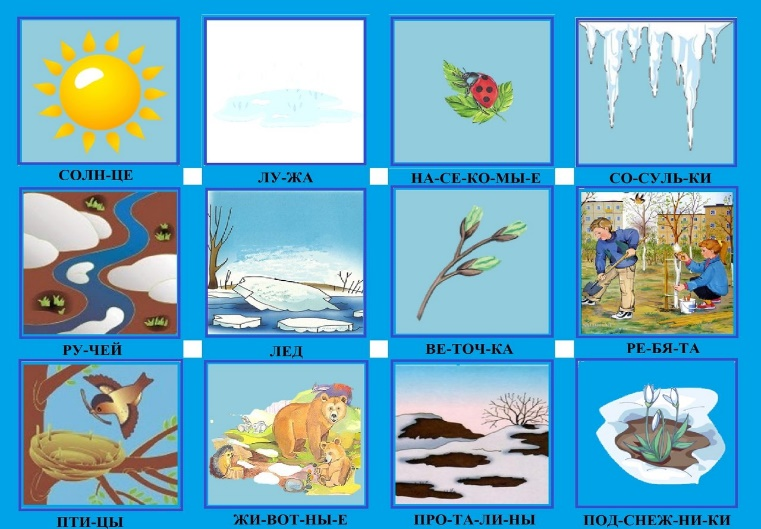 СОЛН-ЦЕ
ЛУ-ЖА
НА-СЕ-КО-МЫ-Е
СО-СУЛЬ-КИ
РУ-ЧЕЙ
ЛЕД
ВЕ-ТОЧ-КА
РЕ-БЯ-ТА
ПТИ-ЦЫ
ЖИ-ВОТ-НЫ-Е
ПРО-ТА-ЛИ-НЫ
ПОД-СНЕЖ-НИ-КИ